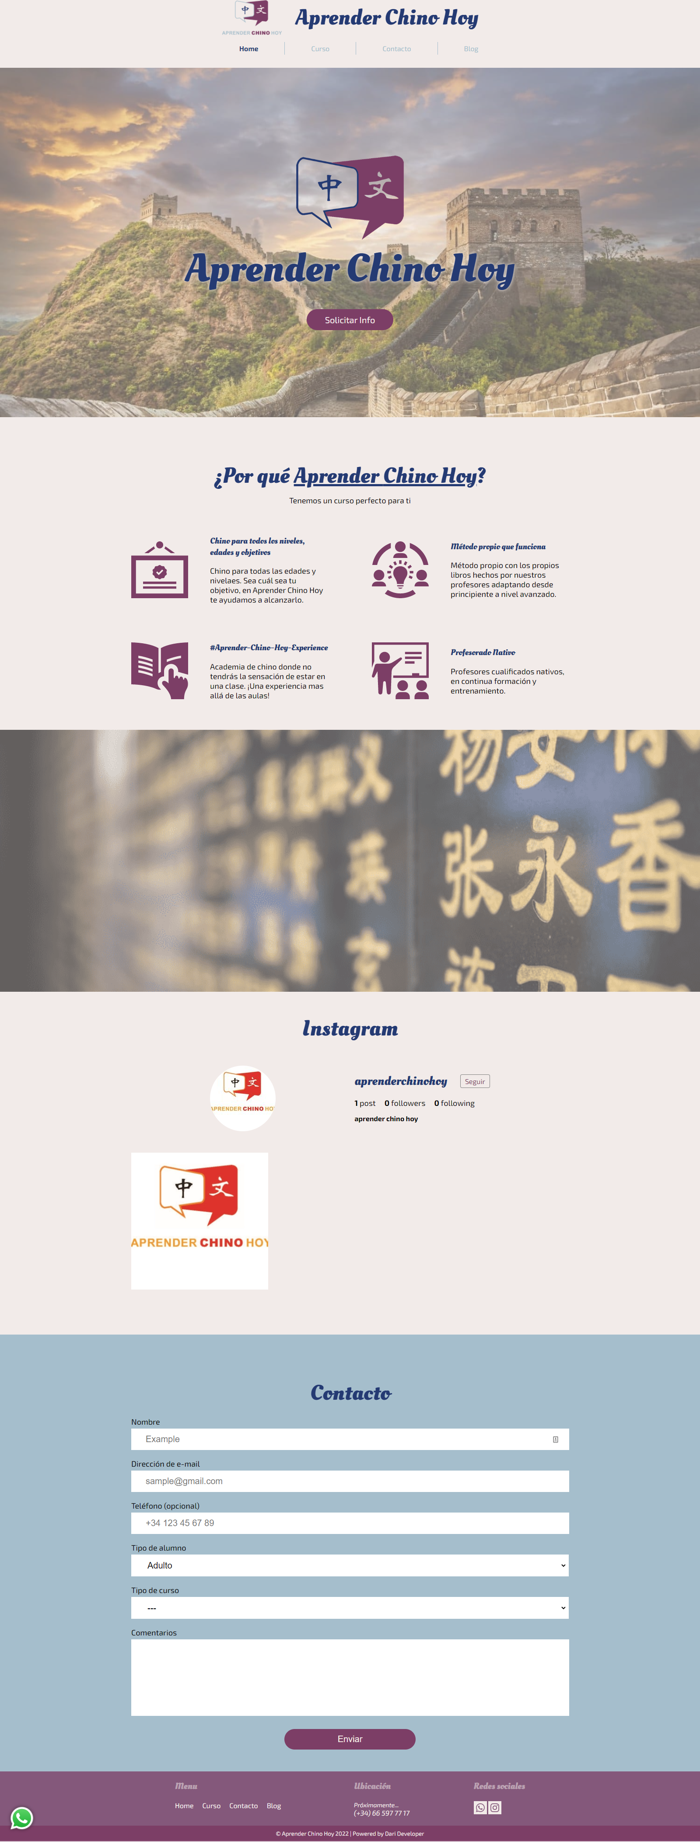 中 文
APRENDER CHINO HOY
Aprender Chino Hoy
Home
Curso
Contacto
Blog
中 文
Aprender Chino Hoy
Solicitar Info
¿Por qué Aprender Chino Hoy?
Tenemos un curso perfecto para ti
Chino para todos los niveles,
edades y objetivos
Chino para todas las edades y
nivelaes. Sea cuál sea tu
objetivo, en Aprender Chino Hoy
te ayudamos a alcanzarlo.
Método propio que funciona
Método propio con los propios
libros hechos por nuestros
profesores adaptando desde
principiante a nivel avanzado.
#Aprender-Chino-Hoy-Experience
Academia de chino donde no
tendrás la sensación de estar en
una clase. ¡Una experiencia mas
allá de las aulas!
Profesorado Nativo
Profesores cualificados nativos,
en continua formación y
entrenamiento.
杨 安
张 永 香
Instagram
中 文
APRENDER CHINO HOY
aprenderchinohoy
Seguir
1 post 0 followers 0 following
aprender chino hoy
中 文
APRENDER CHINO HOY
Contacto
Nombre
Example
Dirección de e-mail
sample@gmail.com
Teléfono (opcional)
+34 123 45 67 89
Tipo de alumno
Adulto
Tipo de curso
---
Comentarios
Enviar
Menu
Home Curso Contacto Blog
Ubicación
Próximomente...
(+34) 66 597 77 17
Redes sociales
© Aprender Chino Hoy 2022 | Powered by Dari Developer